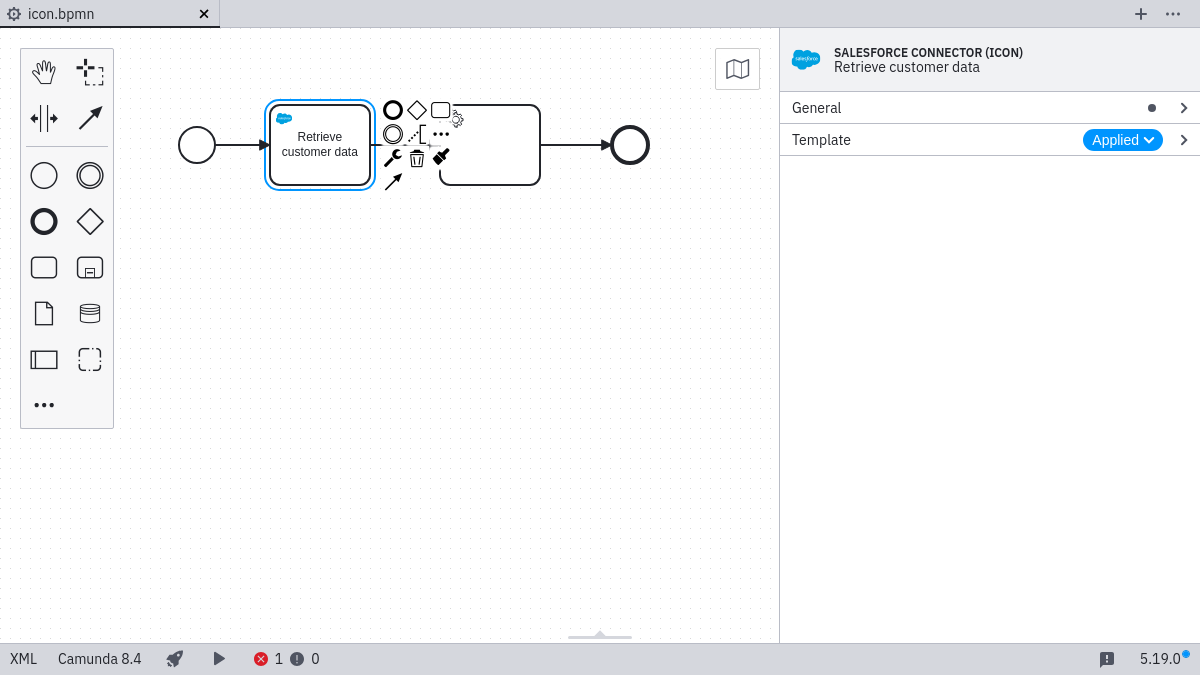 icon.bpmn
SALESFORCE CONNECTOR (ICON)
Retrieve customer data
General
Template
Applied
Retrieve
customer data
XML
Camunda 8.4
1
0
5.19.0